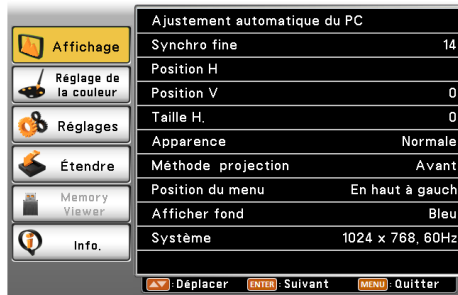 Affichage
Réglage de
la couleur
Réglages
Étendre
Memory
Viewer
Info.
Ajustement automatique du PC
Synchro fine 14
Position H
Position V 0
Taille H. 0
Apparence Normale
Méthode projection Avant
Position du menu En haut à gauch
Afficher fond Bleu
Système 1024 x 768, 60Hz
:Déplacer ENTER :Suivant MENU :Quitter